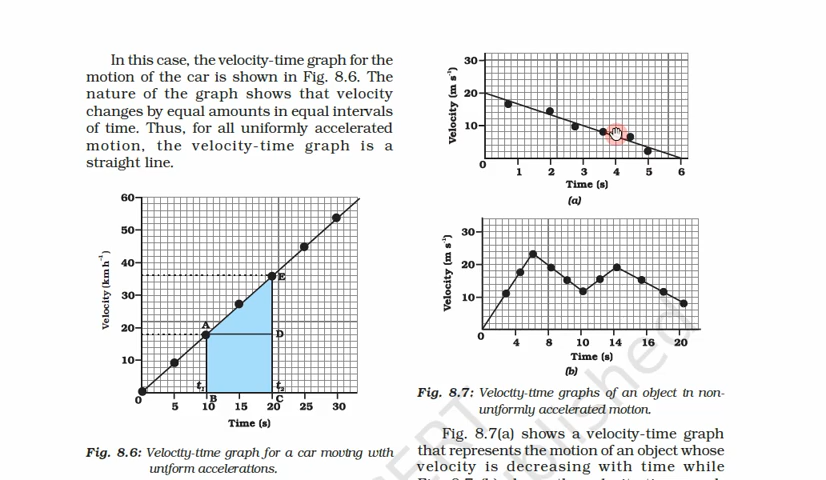 In this case, the velocity-time graph for the
motion of the car is shown in Fig. 8.6. The
nature of the graph shows that velocity
changes by equal amounts in equal intervals
of time. Thus, for all uniformly accelerated
motion, the velocity-time graph is a
straight line.
60
50
40
30
20
10
0
5
10
15
20
25
30
Velocity (km h⁻¹)
Time (s)
A
E
D
t₁
B
t₂
C
Fig. 8.6: Velocity-time graph for a car moving with
uniform accelerations.
30
20
10
0
1
2
3
4
5
6
Velocity (m s⁻¹)
Time (s)
(a)
30
20
10
0
4
8
10
14
16
20
Velocity (m s⁻¹)
Time (s)
(b)
Fig. 8.7: Velocity-time graphs of an object in non-
uniformly accelerated motion.
Fig. 8.7(a) shows a velocity-time graph
that represents the motion of an object whose
velocity is decreasing with time while